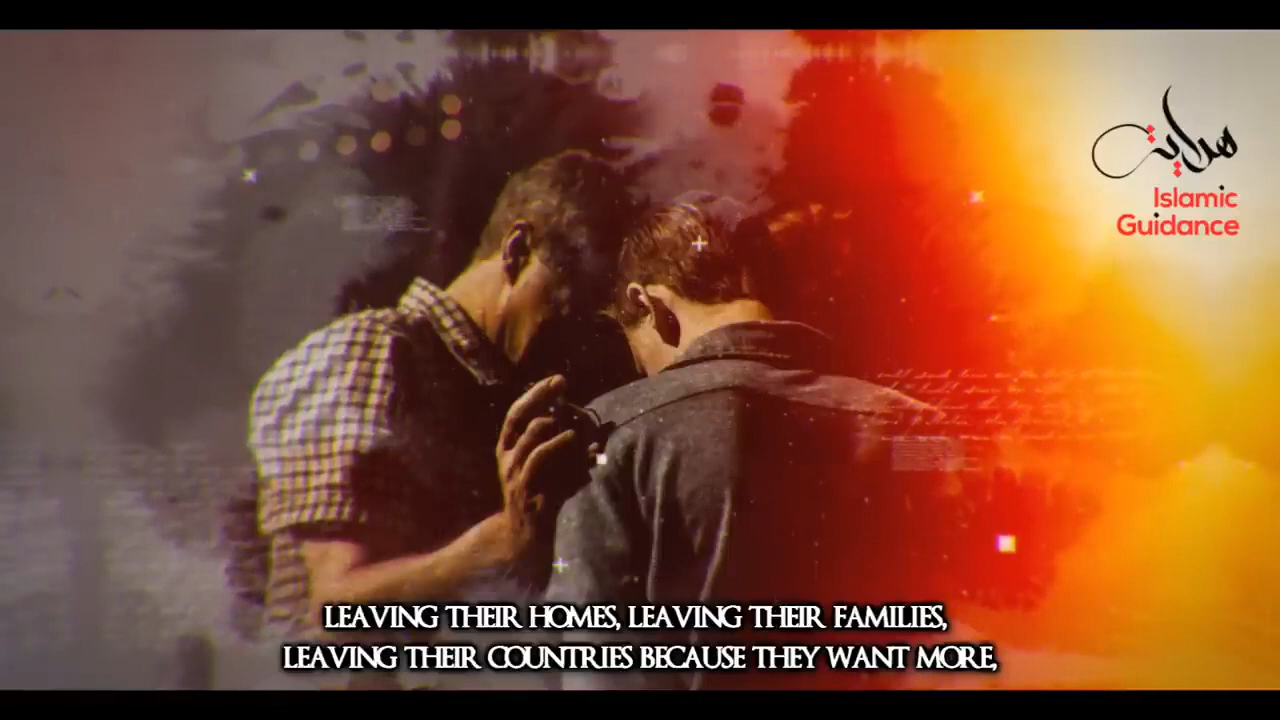 هداية
Islamic
Guidance
LEAVING THEIR HOMES, LEAVING THEIR FAMILIES,
LEAVING THEIR COUNTRIES BECAUSE THEY WANT MORE,